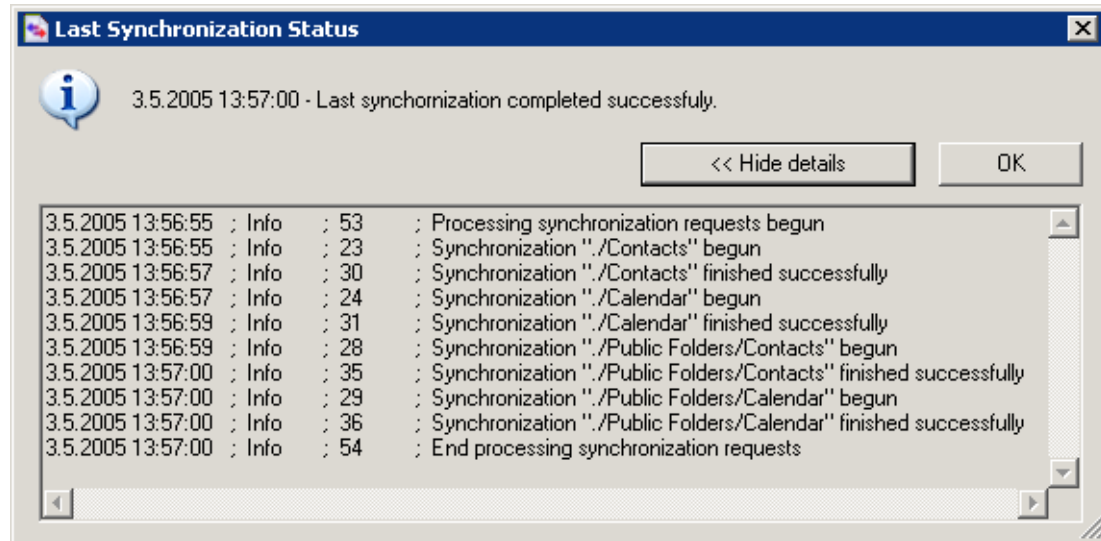 Last Synchronization Status
3.5.2005 13:57:00 - Last synchornization completed successfuly.
<< Hide details
OK
3.5.2005 13:56:55 ; Info ; 53 ; Processing synchronization requests begun
3.5.2005 13:56:55 ; Info ; 23 ; Synchronization "./Contacts" begun
3.5.2005 13:56:57 ; Info ; 30 ; Synchronization "./Contacts" finished successfully
3.5.2005 13:56:57 ; Info ; 24 ; Synchronization "./Calendar" begun
3.5.2005 13:56:59 ; Info ; 31 ; Synchronization "./Calendar" finished successfully
3.5.2005 13:56:59 ; Info ; 28 ; Synchronization "./Public Folders/Contacts" begun
3.5.2005 13:57:00 ; Info ; 35 ; Synchronization "./Public Folders/Contacts" finished successfully
3.5.2005 13:57:00 ; Info ; 29 ; Synchronization "./Public Folders/Calendar" begun
3.5.2005 13:57:00 ; Info ; 36 ; Synchronization "./Public Folders/Calendar" finished successfully
3.5.2005 13:57:00 ; Info ; 54 ; End processing synchronization requests